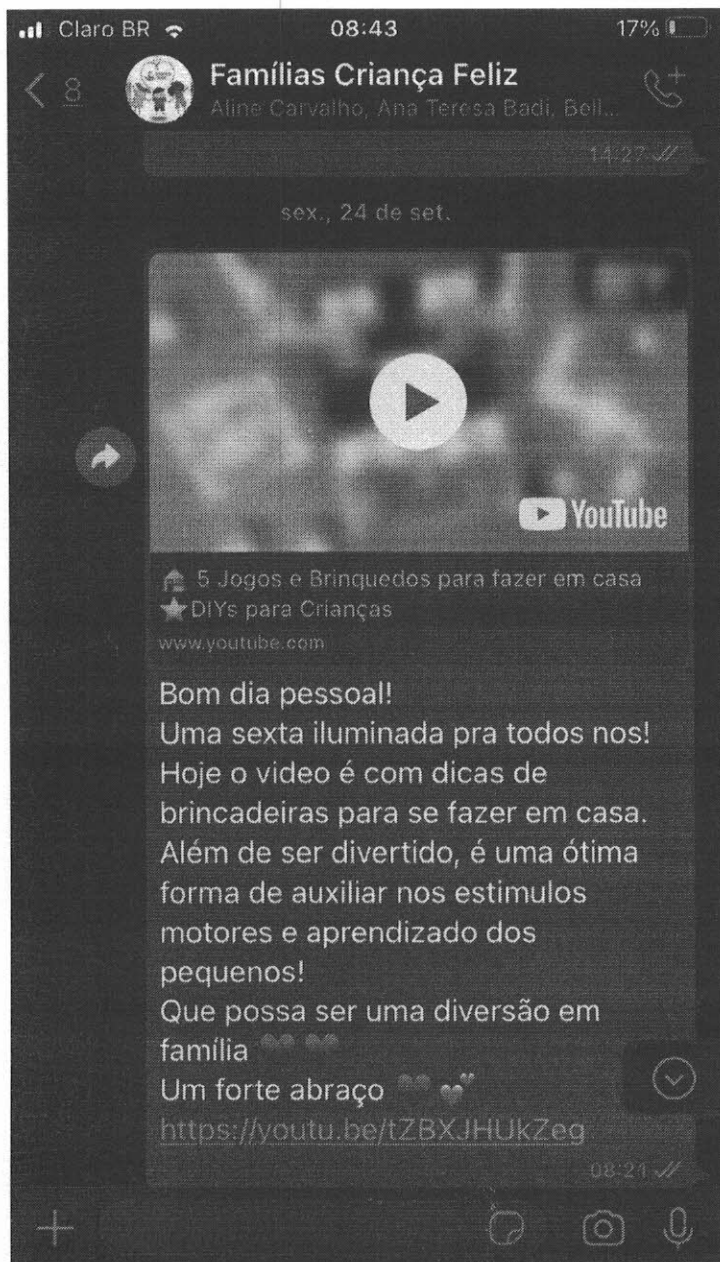 Claro BR 08:43 17%
8 Famílias Criança Feliz
Aline Carvalho, Ana Teresa Badi, Bell...
14:27
sex., 24 de set.
YouTube
5 Jogos e Brinquedos para fazer em casa
DIYs para Crianças
www.youtube.com
Bom dia pessoal!
Uma sexta iluminada pra todos nos!
Hoje o video é com dicas de
brincadeiras para se fazer em casa.
Além de ser divertido, é uma ótima
forma de auxiliar nos estimulos
motores e aprendizado dos
pequenos!
Que possa ser uma diversão em
família
Um forte abraço
https://youtu.be/tZBXJHUkZeg
08:24